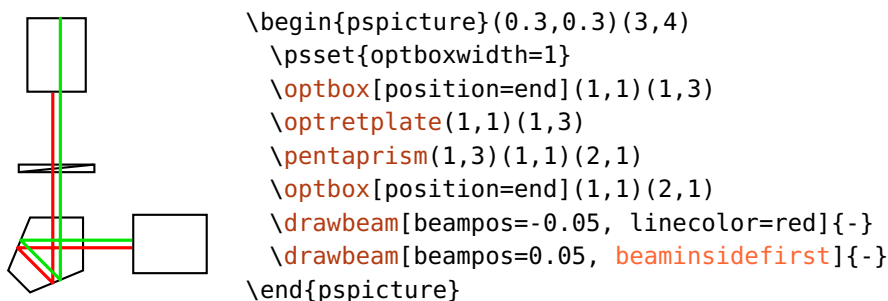 \begin{pspicture}(0.3,0.3)(3,4)
\psset{optboxwidth=1}
\optbox[position=end](1,1)(1,3)
\optretplate(1,1)(1,3)
\pentaprism(1,3)(1,1)(2,1)
\optbox[position=end](1,1)(2,1)
\drawbeam[beampos=-0.05, linecolor=red]{-}
\drawbeam[beampos=0.05, beaminsidefirst]{-}
\end{pspicture}